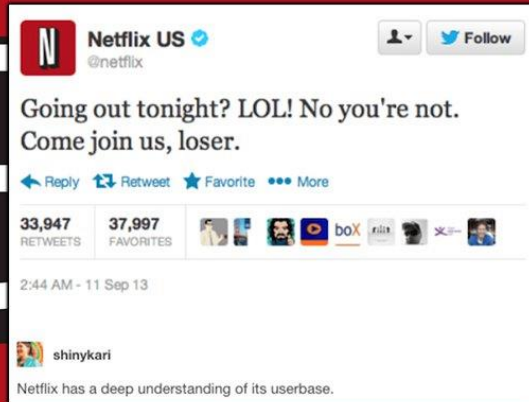 N
Netflix US
@netflix
Follow
Going out tonight? LOL! No you're not.
Come join us, loser.
Reply Retweet Favorite More
33,947 37,997
RETWEETS FAVORITES
boX
2:44 AM - 11 Sep 13
shinykari
Netflix has a deep understanding of its userbase.